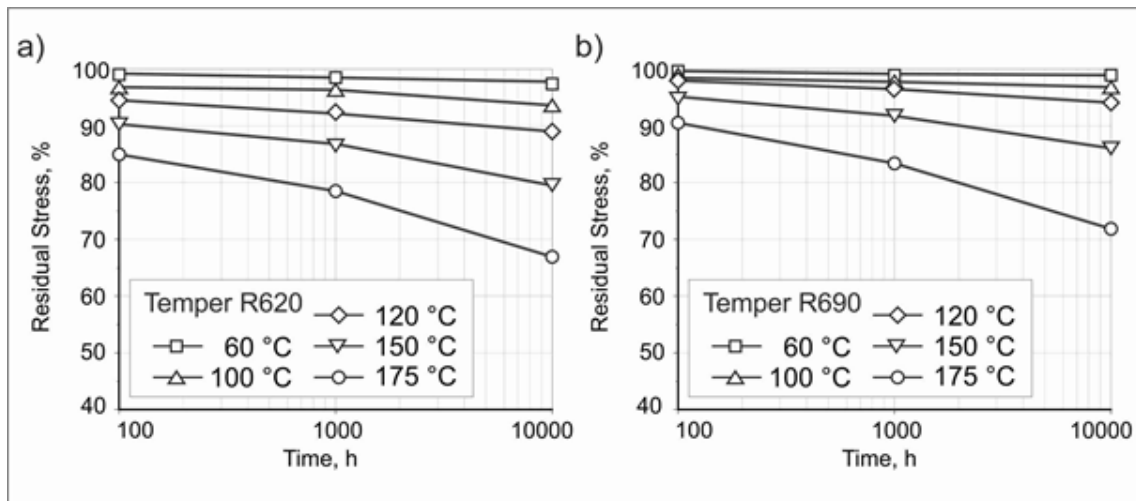 a)
100
90
80
70
60
50
40
Residual Stress, %
Temper R620
60 °C
100 °C
120 °C
150 °C
175 °C
100 1000 10000
Time, h
b)
100
90
80
70
60
50
40
Residual Stress, %
Temper R690
60 °C
100 °C
120 °C
150 °C
175 °C
100 1000 10000
Time, h